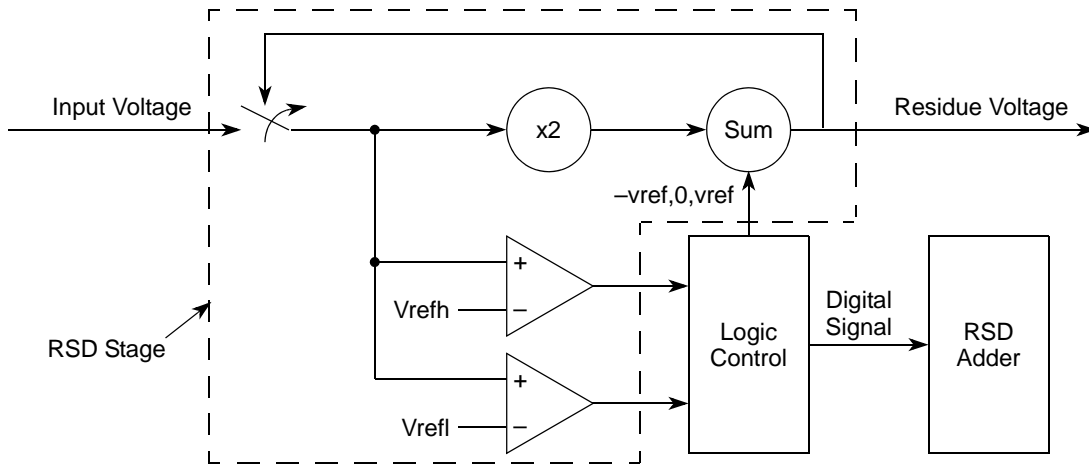 Input Voltage
Residue Voltage
x2
Sum
–vref,0,vref
+
Vrefh
–
Digital
Signal
Logic
Control
RSD
Adder
RSD Stage
+
Vrefl
–